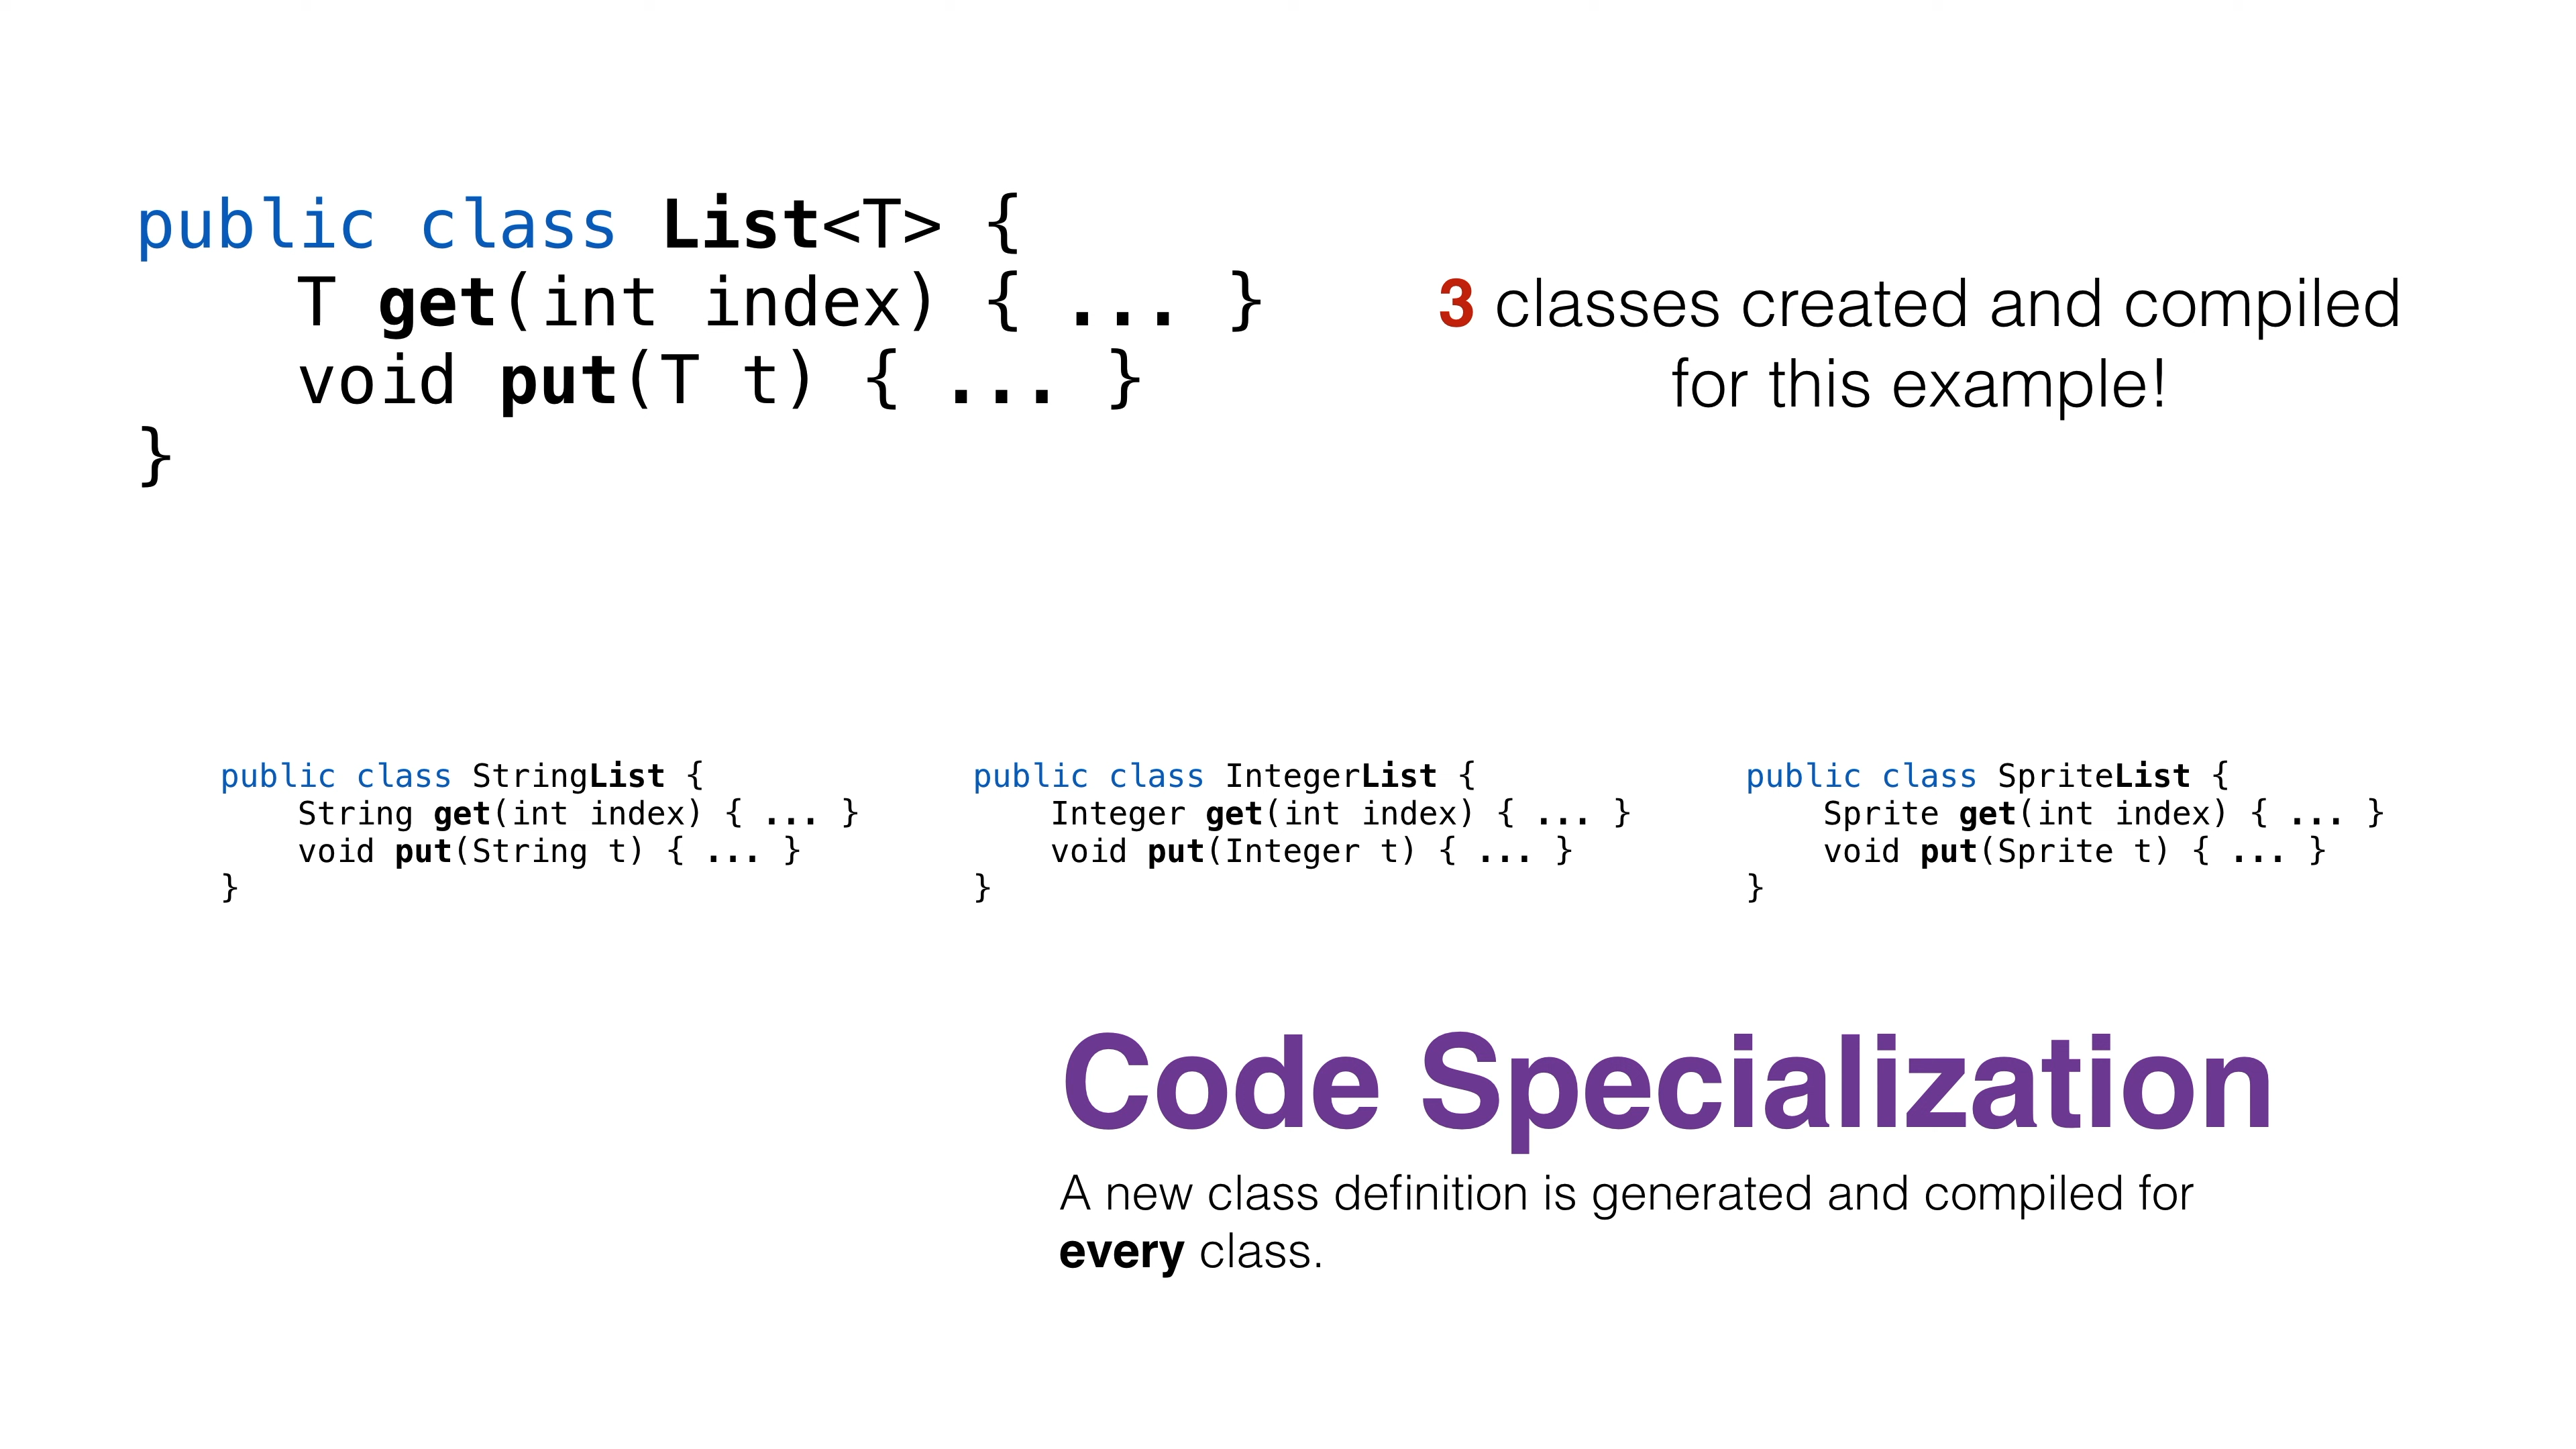 public class List<T> {
    T get(int index) { ... }
    void put(T t) { ... }
}
3 classes created and compiled
for this example!
public class StringList {
    String get(int index) { ... }
    void put(String t) { ... }
}
public class IntegerList {
    Integer get(int index) { ... }
    void put(Integer t) { ... }
}
public class SpriteList {
    Sprite get(int index) { ... }
    void put(Sprite t) { ... }
}
Code Specialization
A new class definition is generated and compiled for
every class.